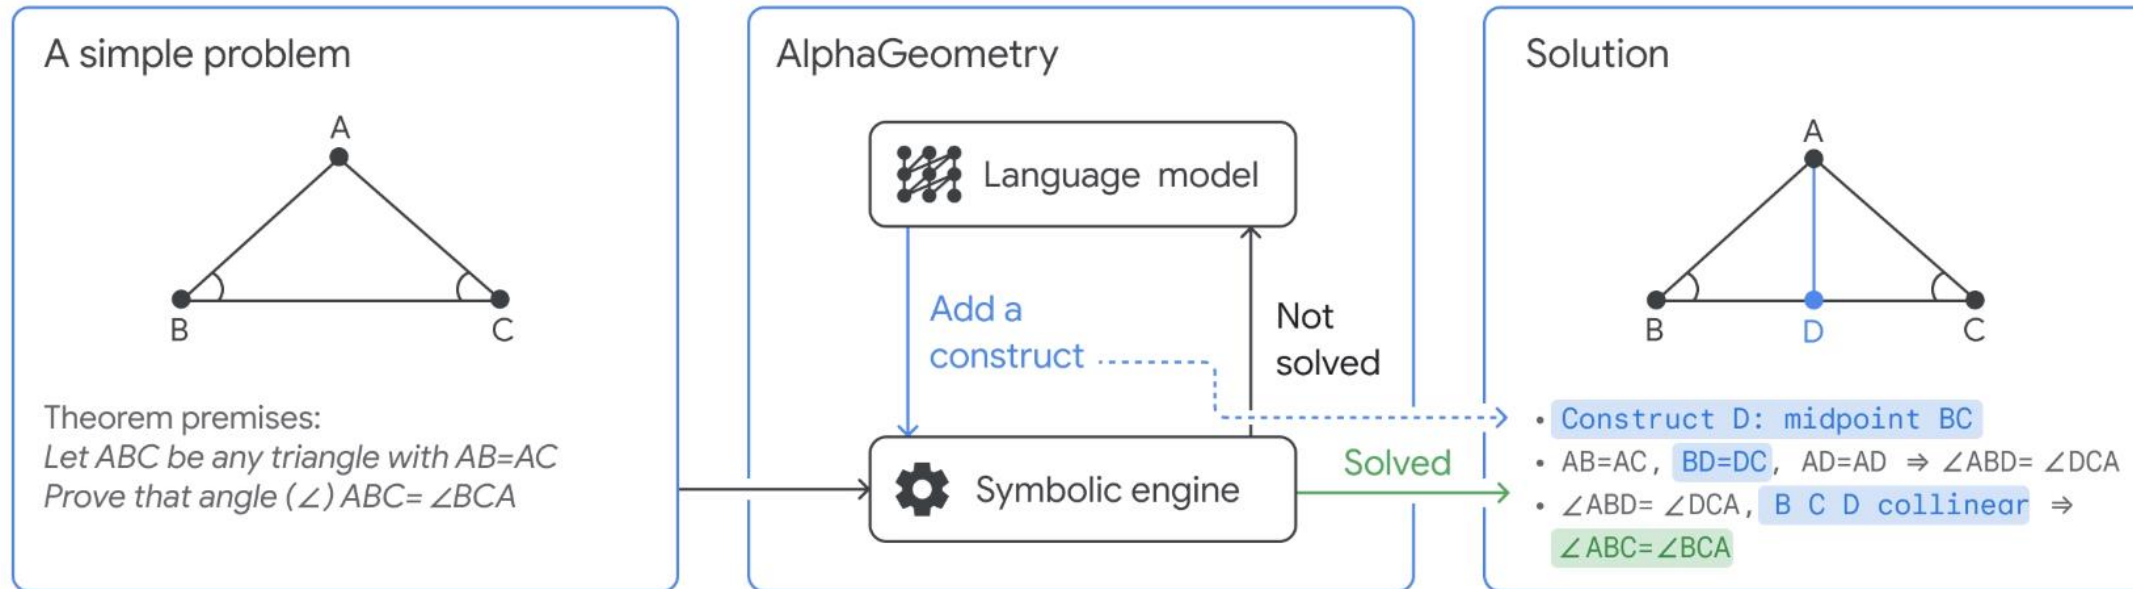 A simple problem
A
B
C
Theorem premises:
Let ABC be any triangle with AB=AC
Prove that angle (∠) ABC= ∠BCA
AlphaGeometry
Language model
Add a
construct
Not
solved
Symbolic engine
Solved
Solution
A
B
D
C
• Construct D: midpoint BC
• AB=AC, BD=DC, AD=AD ⇒ ∠ABD= ∠DCA
• ∠ABD= ∠DCA, B C D collinear ⇒
∠ABC=∠BCA